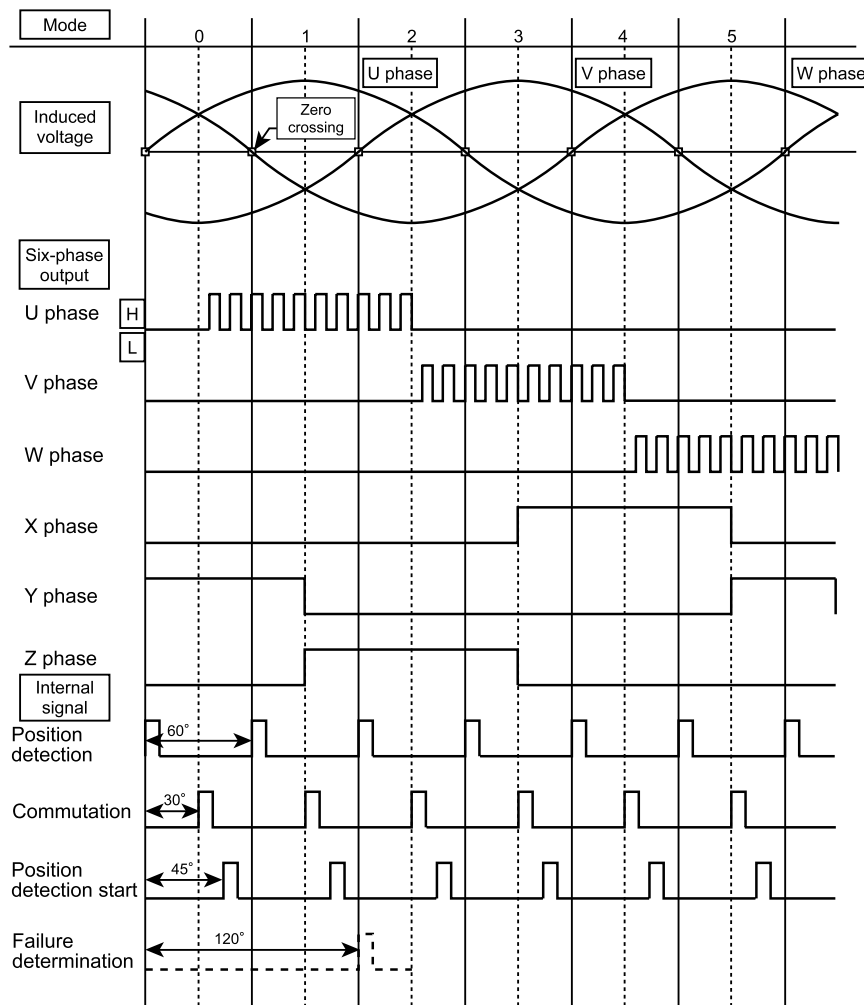 Mode
0 1 2 3 4 5
U phase V phase W phase
Induced
voltage
Zero
crossing
Six-phase
output
U phase H
L
V phase
W phase
X phase
Y phase
Z phase
Internal
signal
Position
detection
60°
Commutation
30°
Position
detection start
45°
Failure
determination
120°